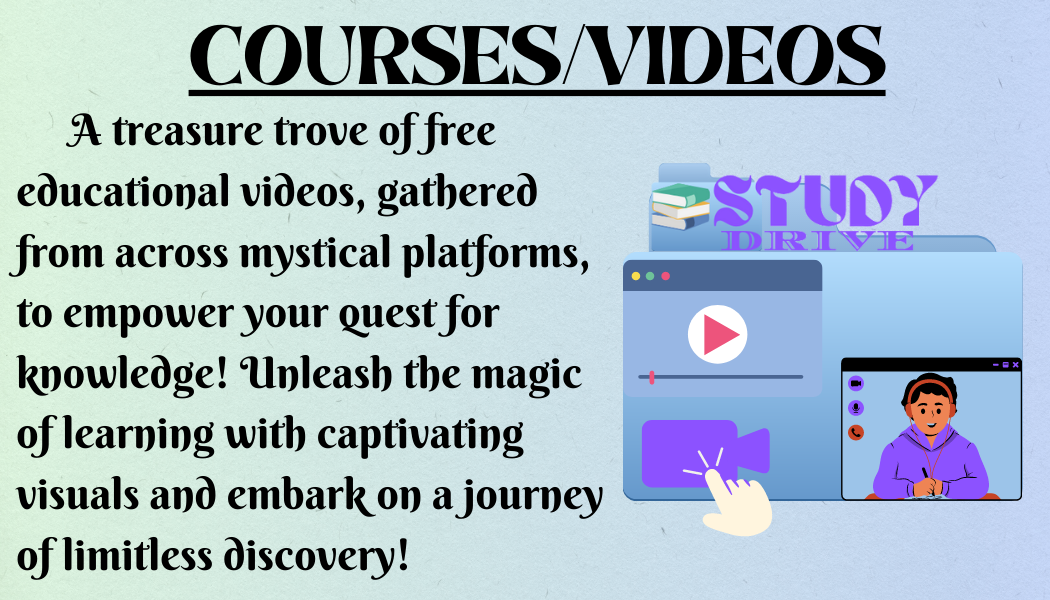 COURSES/VIDEOS
A treasure trove of free
educational videos, gathered
from across mystical platforms,
to empower your quest for
knowledge! Unleash the magic
of learning with captivating
visuals and embark on a journey
of limitless discovery!
STUDY
DRIVE